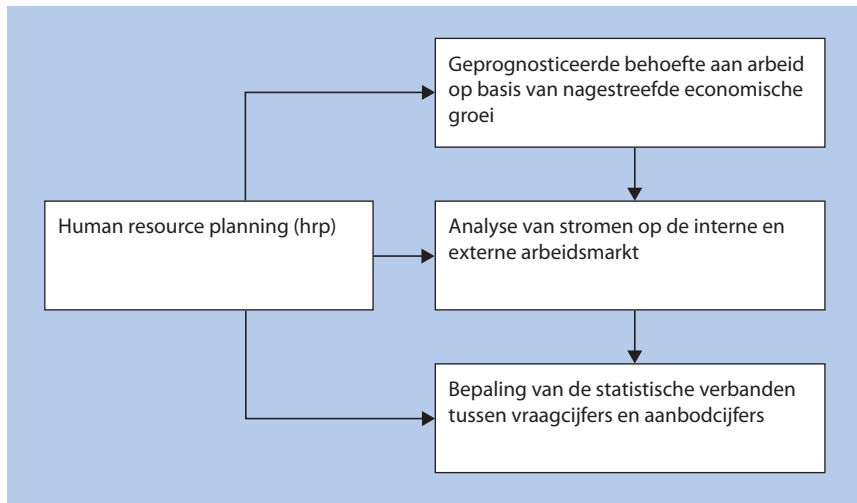 Geprognosticeerde behoefte aan arbeid
op basis van nagestreefde economische
groei
Human resource planning (hrp)
Analyse van stromen op de interne en
externe arbeidsmarkt
Bepaling van de statistische verbanden
tussen vraagcijfers en aanbodcijfers